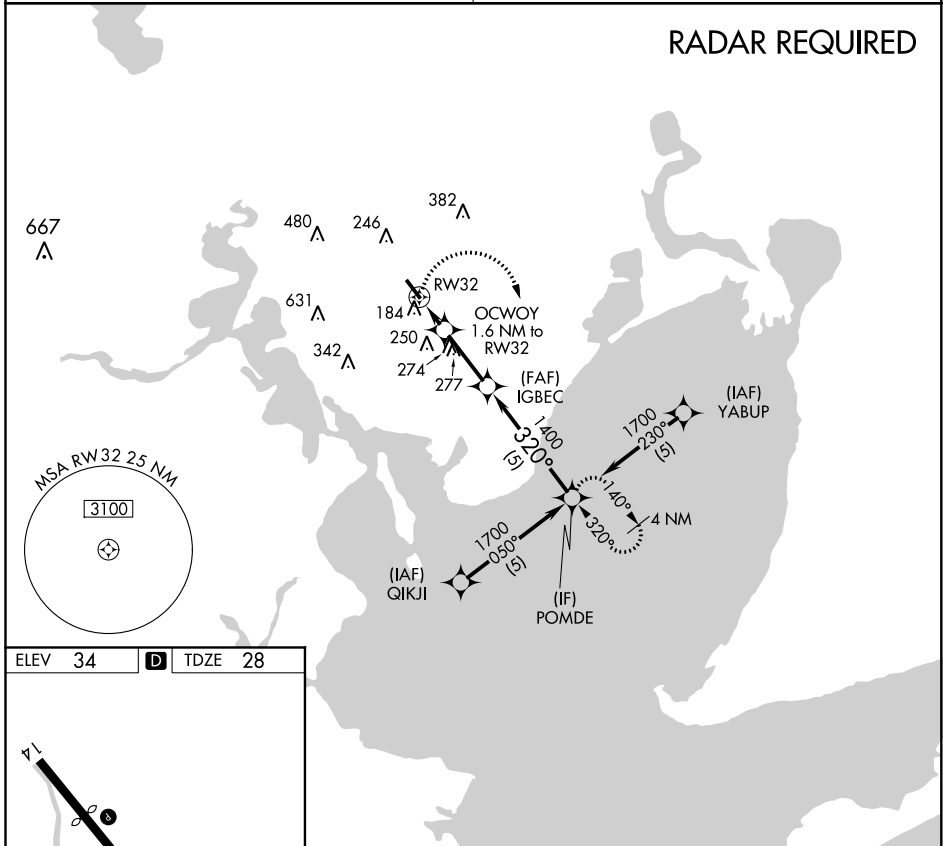 RADAR REQUIRED
667
480
246
382
RW32
631
184
OCWOY
1.6 NM to
RW32
250
342
274
277
(FAF)
IGBEC
(IAF)
YABUP
1400
320°
(5)
1700
230°
(5)
MSA RW32 25 NM
3100
140°
320°
4 NM
1700
050°
(5)
(IAF)
QIKJI
(IF)
POMDE
ELEV 34 D TDZE 28
14